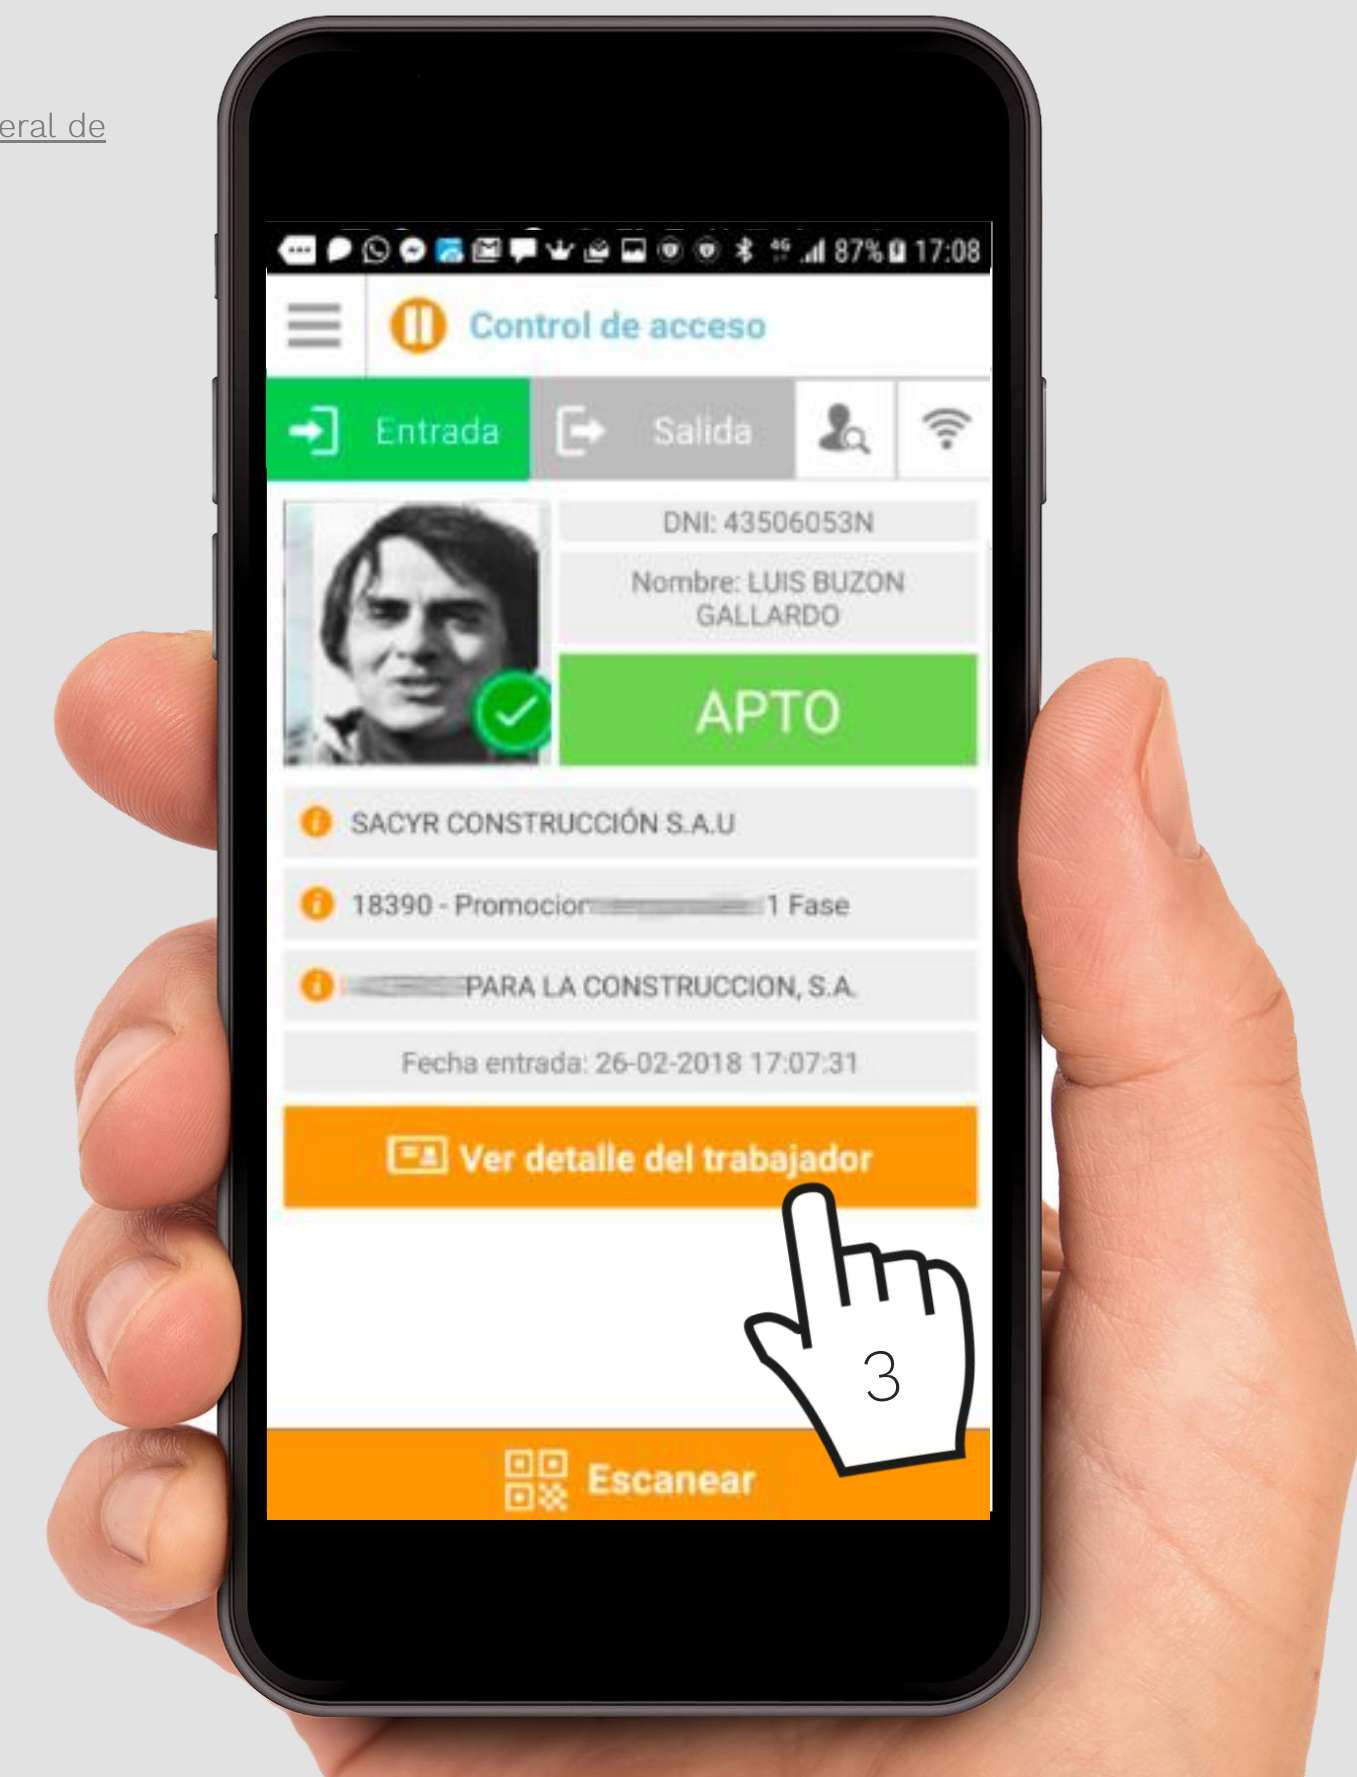 eral de
87% 17:08
Control de acceso
Entrada
Salida
DNI: 43506053N
Nombre: LUIS BUZON
GALLARDO
APTO
SACYR CONSTRUCCIÓN S.A.U
18390 - Promocion 1 Fase
PARA LA CONSTRUCCION, S.A.
Fecha entrada: 26-02-2018 17:07:31
Ver detalle del trabajador
3
Escanear